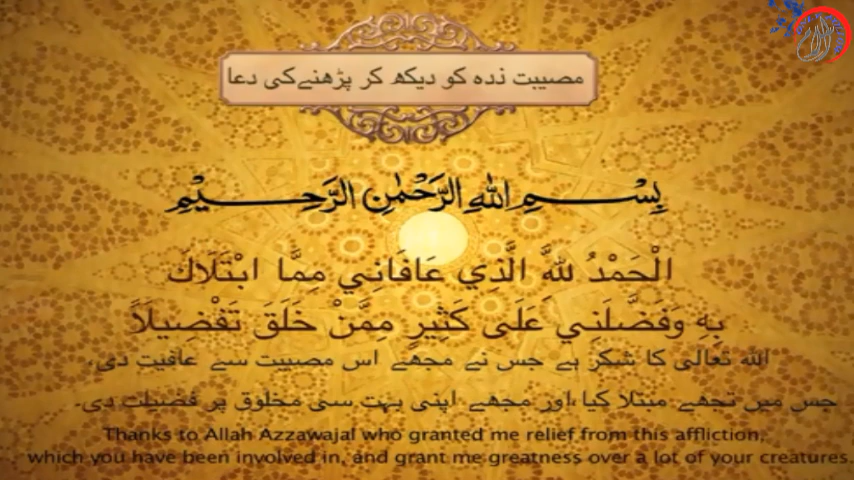 مصیبت زدہ کو دیکھ کر پڑھنے کی دعا
بِسْمِ اللهِ الرَّحْمٰنِ الرَّحِيْمِ
الْحَمْدُ لِلَّهِ الَّذِي عَافَانِي مِمَّا ابْتَلَاكَ
بِهِ وَفَضَّلَنِي عَلَى كَثِيرٍ مِمَّنْ خَلَقَ تَفْضِيلَاً
اللہ تعالی کا شکر ہے جس نے مجھے اس مصیبت سے عافیت دی،
جس میں تجھے مبتلا کیا اور مجھے اپنی بہت سی مخلوق پر فضیلت دی۔
Thanks to Allah Azzawajal who granted me relief from this affliction,
which you have been involved in, and grant me greatness over a lot of your creatures.